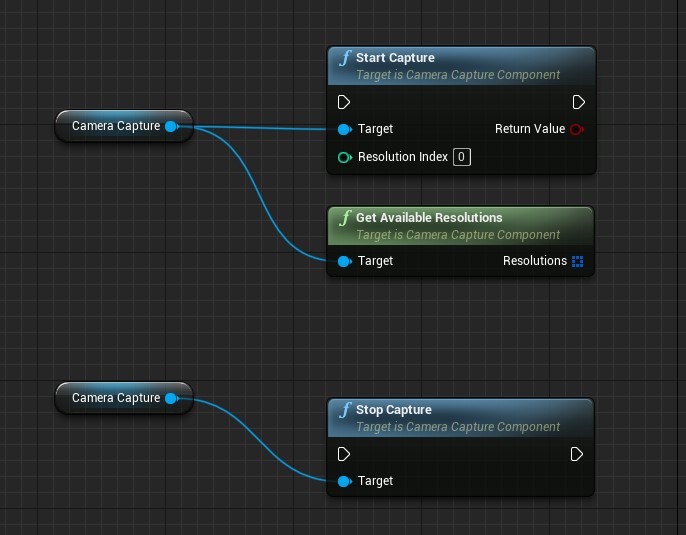 Start Capture
Target is Camera Capture Component
Camera Capture
Target Return Value
Resolution Index 0
Get Available Resolutions
Target is Camera Capture Component
Target Resolutions
Camera Capture
Stop Capture
Target is Camera Capture Component
Target